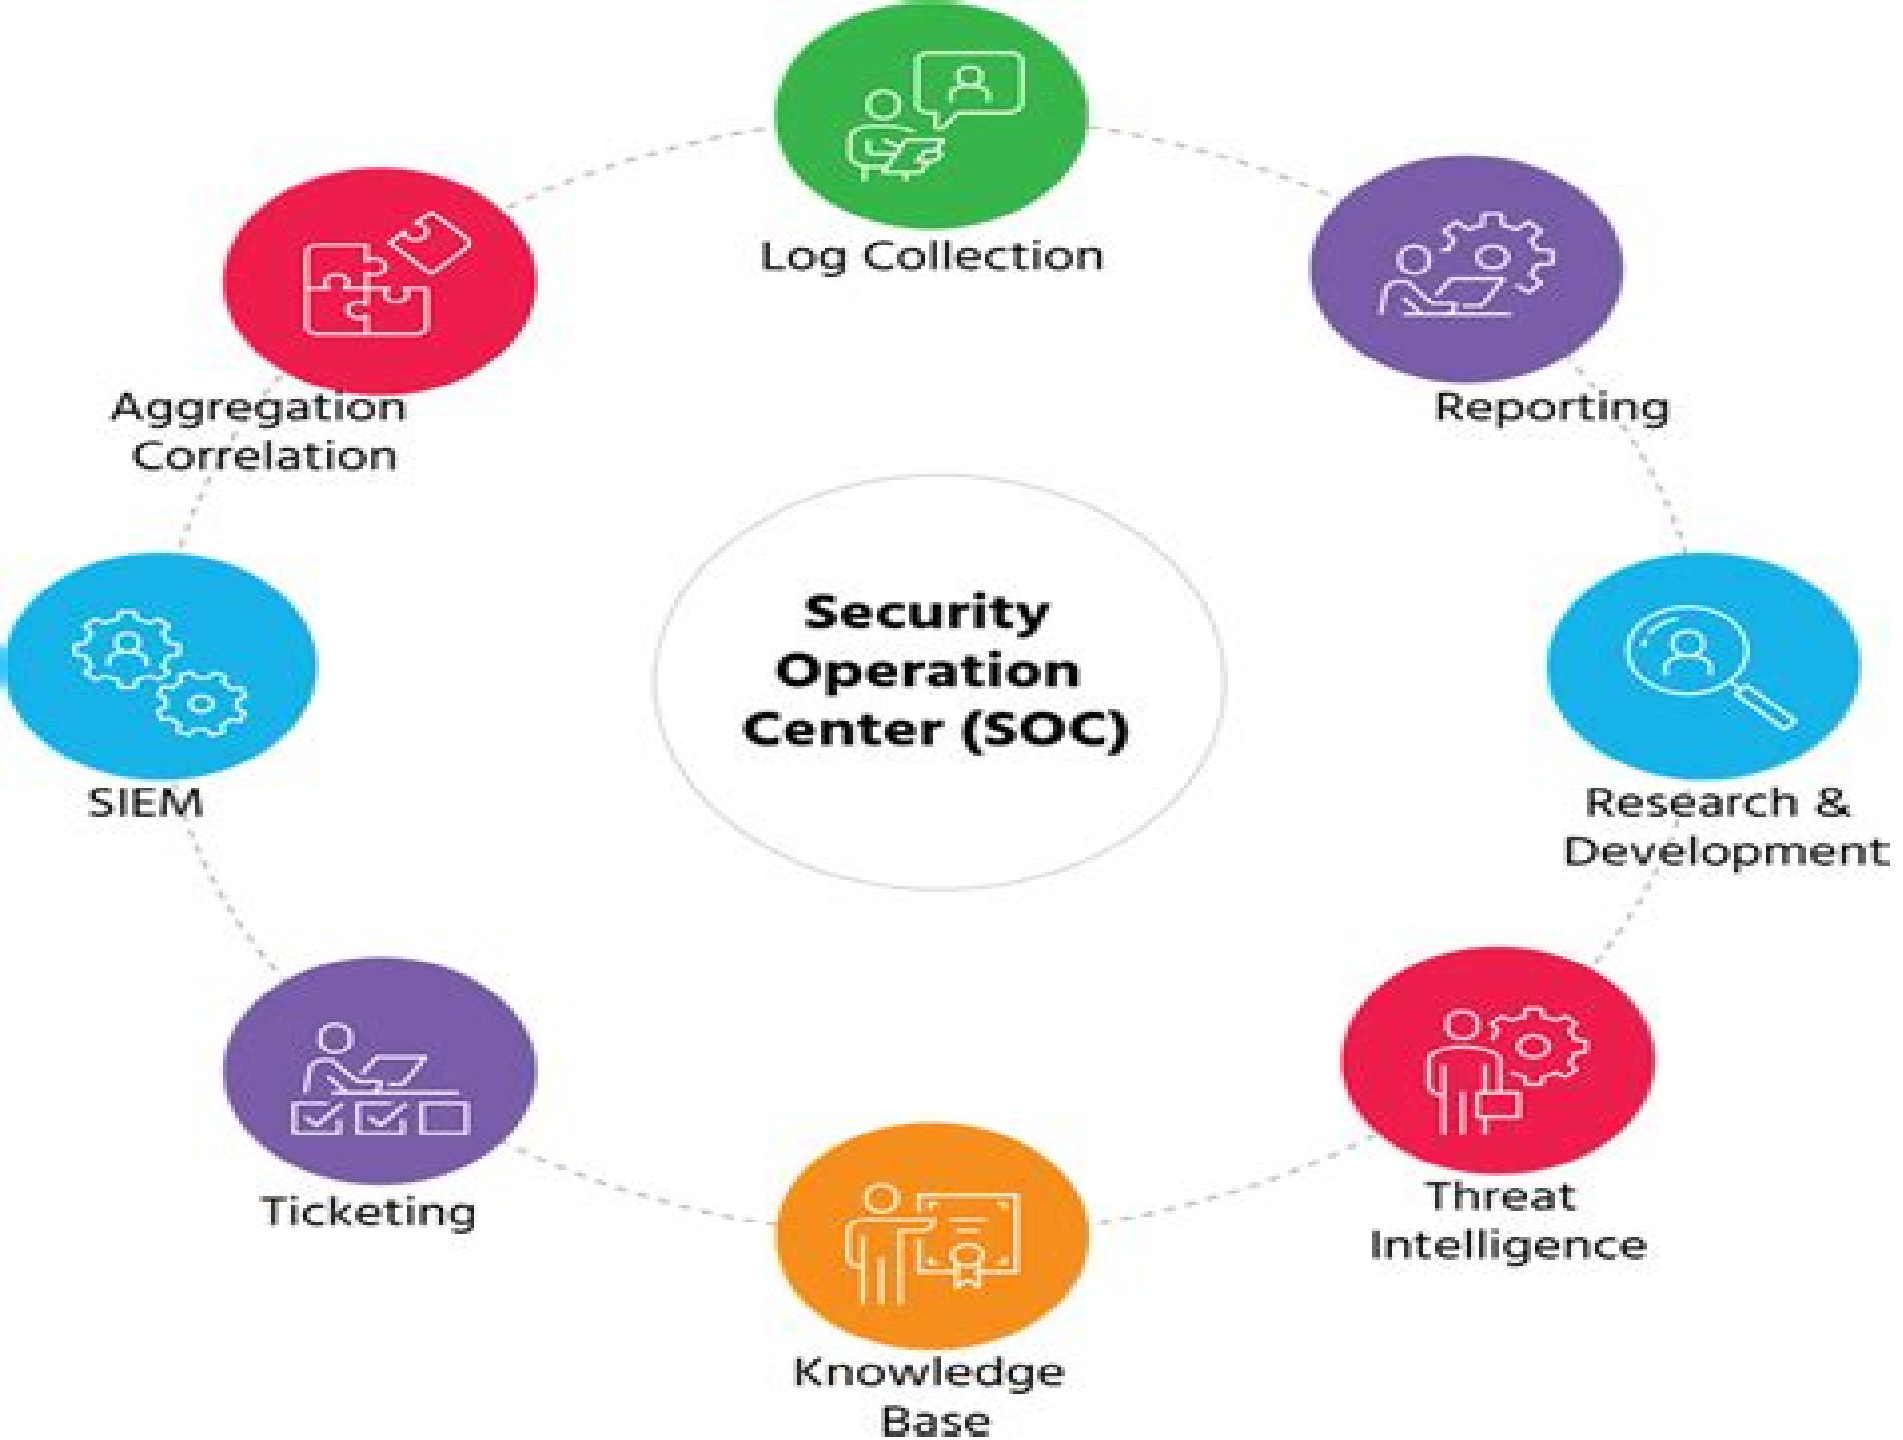 Log Collection
Reporting
Aggregation
Correlation
Security
Operation
Center (SOC)
SIEM
Research &
Development
Ticketing
Threat
Intelligence
Knowledge
Base